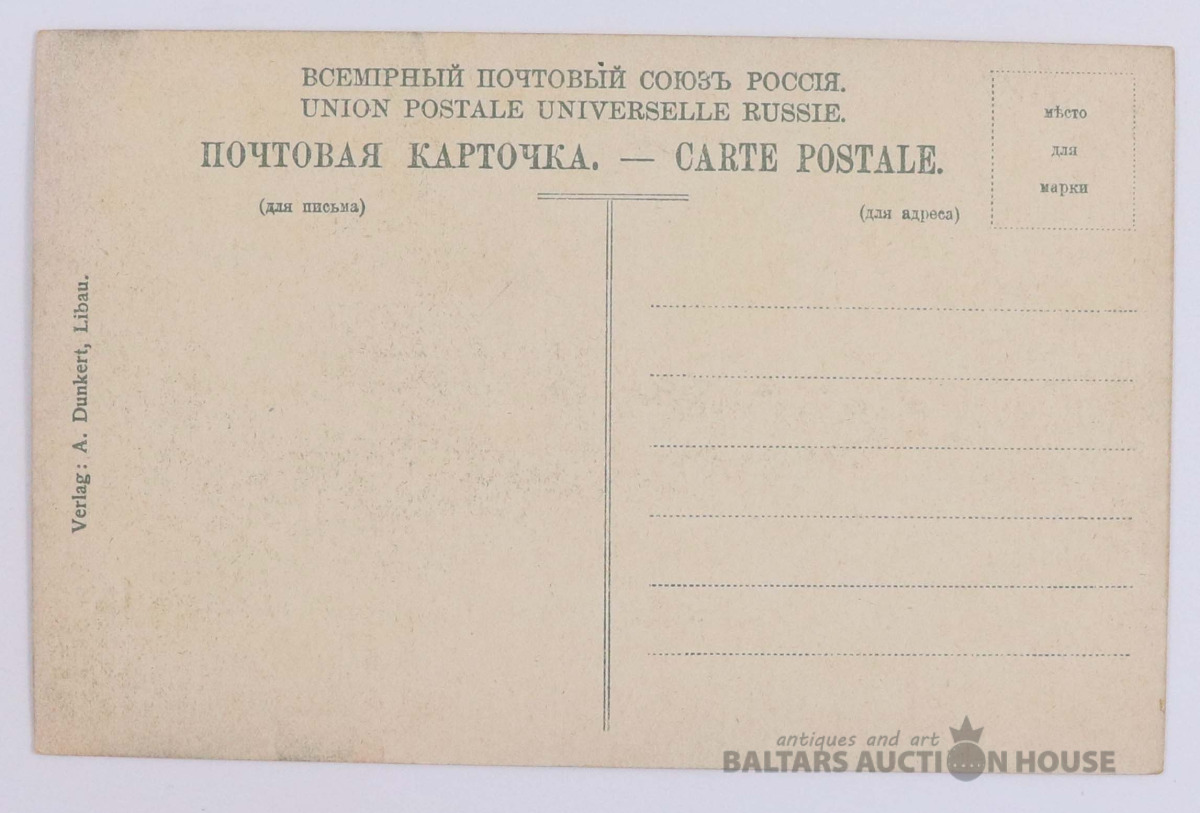 ВСЕМІРНЫЙ ПОЧТОВЫЙ СОЮЗЪ РОССІЯ.
UNION POSTALE UNIVERSELLE RUSSIE.
ПОЧТОВАЯ КАРТОЧКА. — CARTE POSTALE.
мѣсто
для
марки
(для письма)
(для адреса)
Verlag: A. Dunkert, Libau.
antiques and art
BALTARS AUCTION HOUSE